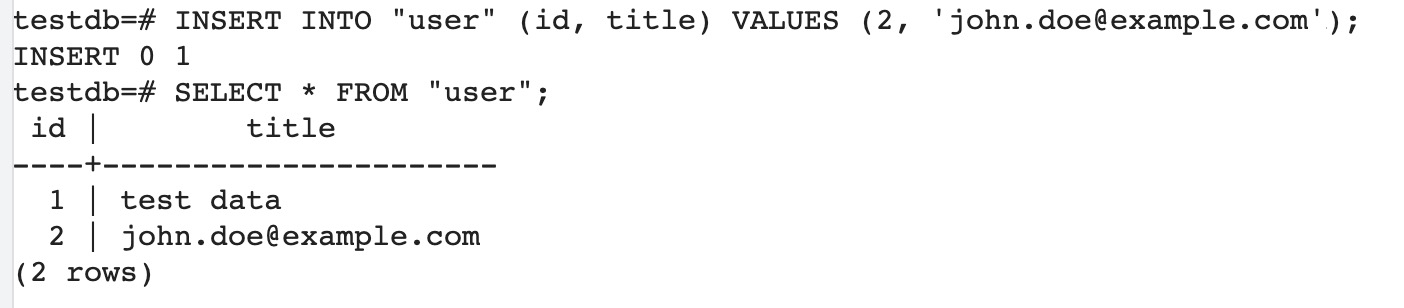 testdb=# INSERT INTO "user" (id, title) VALUES (2, 'john.doe@example.com');
INSERT 0 1
testdb=# SELECT * FROM "user";
 id |        title
----+----------------------
  1 | test data
  2 | john.doe@example.com
(2 rows)